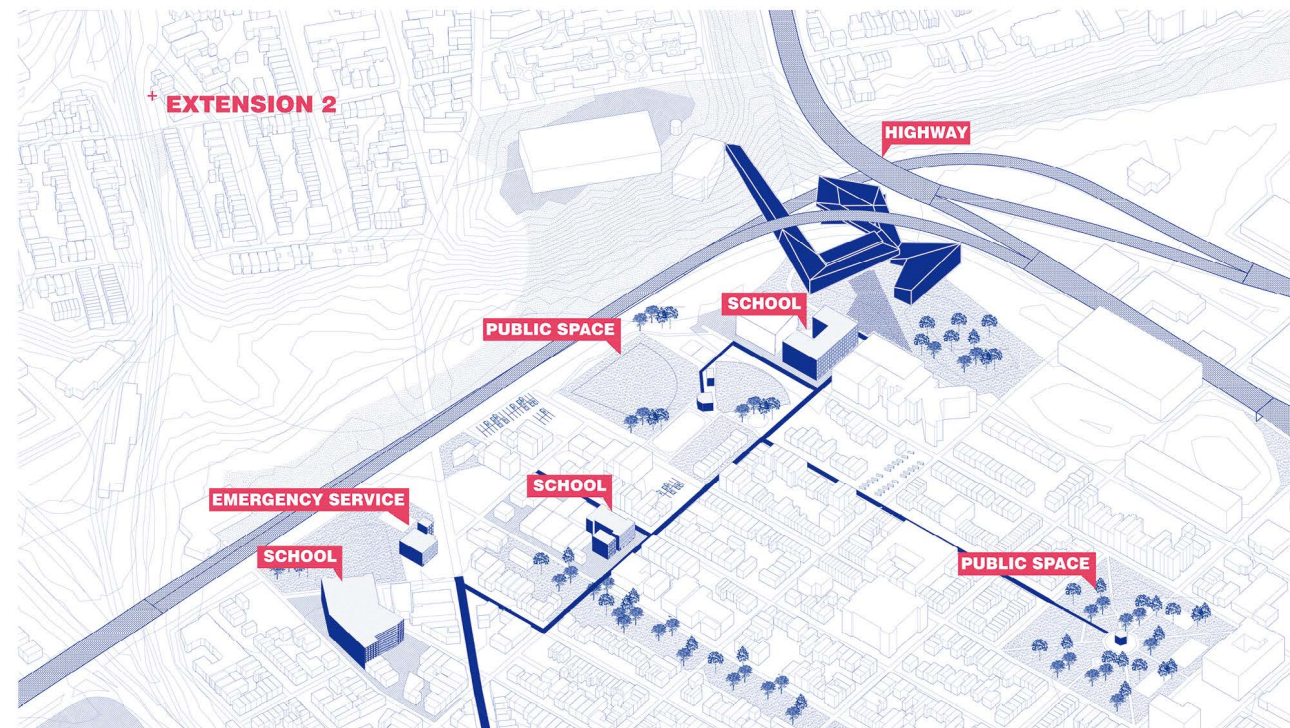 + EXTENSION 2
HIGHWAY
SCHOOL
PUBLIC SPACE
SCHOOL
EMERGENCY SERVICE
SCHOOL
PUBLIC SPACE